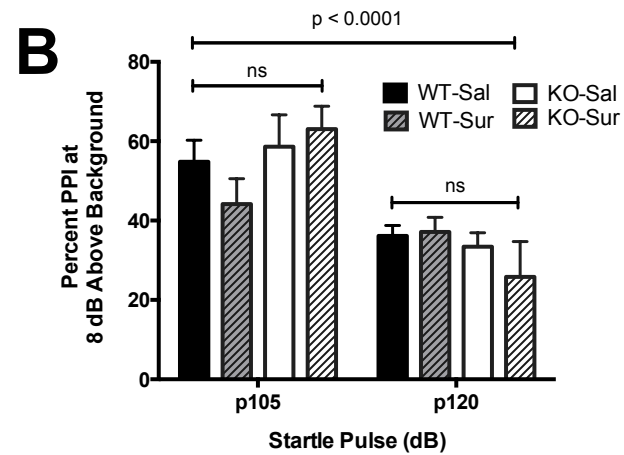 B
p < 0.0001
ns
ns
WT-Sal
KO-Sal
WT-Sur
KO-Sur
Percent PPI at
8 dB Above Background
80
60
40
20
0
p105
p120
Startle Pulse (dB)